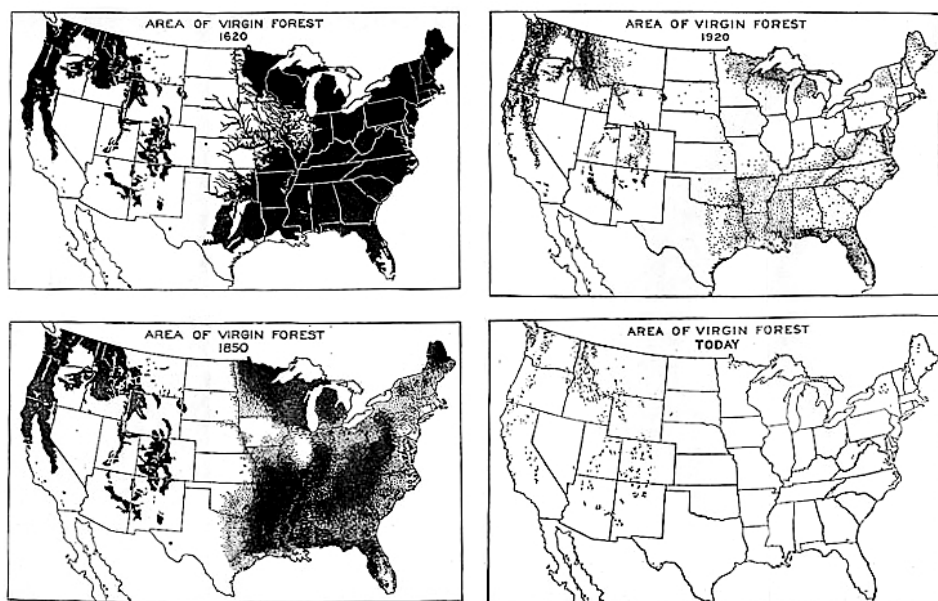 AREA OF VIRGIN FOREST
1620
AREA OF VIRGIN FOREST
1920
AREA OF VIRGIN FOREST
1850
AREA OF VIRGIN FOREST
TODAY